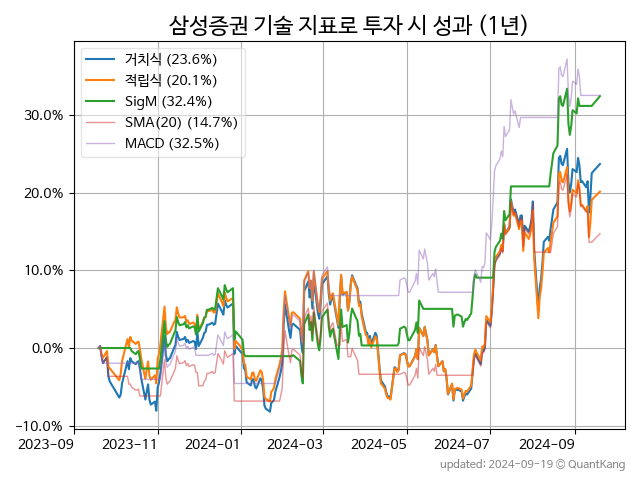 삼성증권 기술 지표로 투자 시 성과 (1년)
거치식 (23.6%)
적립식 (20.1%)
SigM (32.4%)
SMA(20) (14.7%)
MACD (32.5%)
30.0%
20.0%
10.0%
0.0%
−10.0%
2023-09 2023-11 2024-01 2024-03 2024-05 2024-07 2024-09
updated: 2024-09-19 @ QuantKang